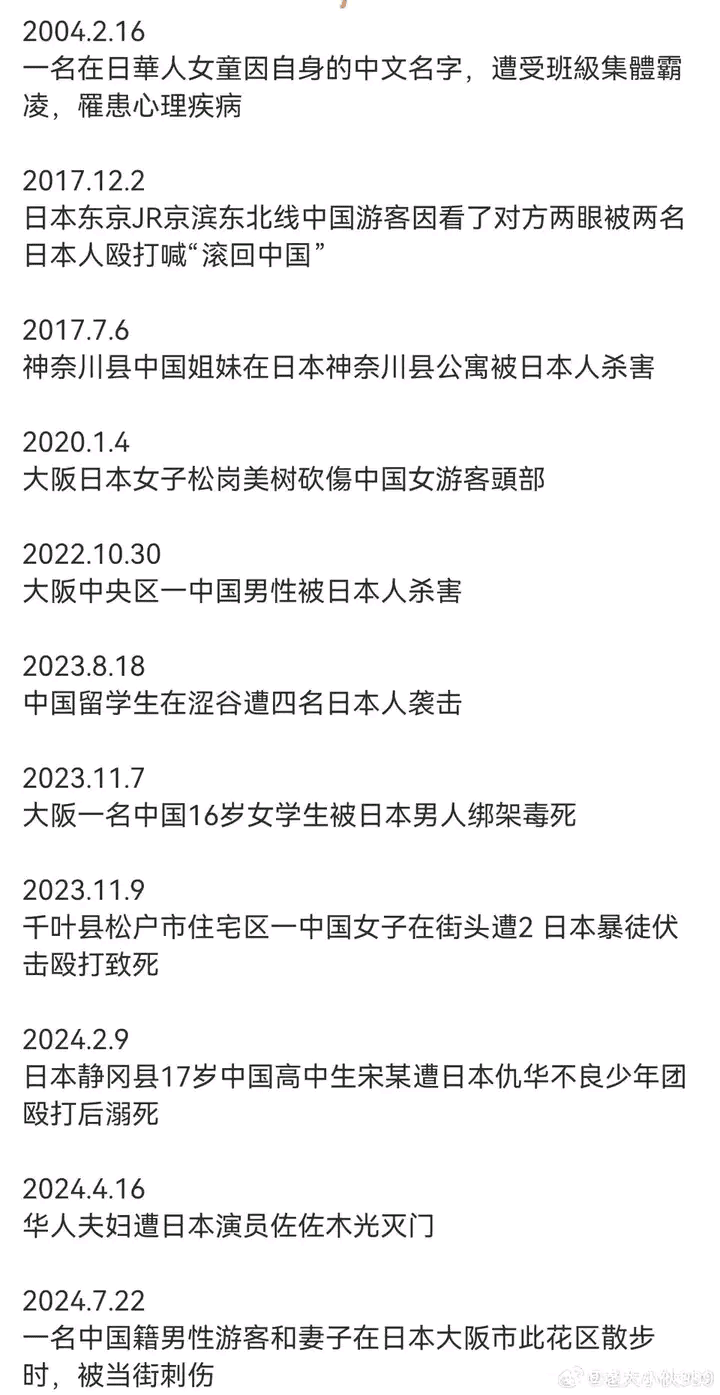 2004.2.16
一名在日華人女童因自身的中文名字，遭受班級集體霸
凌，罹患心理疾病
2017.12.2
日本东京JR京滨东北线中国游客因看了对方两眼被两名
日本人殴打喊“滚回中国”
2017.7.6
神奈川县中国姐妹在日本神奈川县公寓被日本人杀害
2020.1.4
大阪日本女子松岗美树砍傷中国女游客頭部
2022.10.30
大阪中央区一中国男性被日本人杀害
2023.8.18
中国留学生在涩谷遭四名日本人袭击
2023.11.7
大阪一名中国16岁女学生被日本男人绑架毒死
2023.11.9
千叶县松户市住宅区一中国女子在街头遭2 日本暴徒伏
击殴打致死
2024.2.9
日本静冈县17岁中国高中生宋某遭日本仇华不良少年团
殴打后溺死
2024.4.16
华人夫妇遭日本演员佐佐木光灭门
2024.7.22
一名中国籍男性游客和妻子在日本大阪市此花区散步
时，被当街刺伤